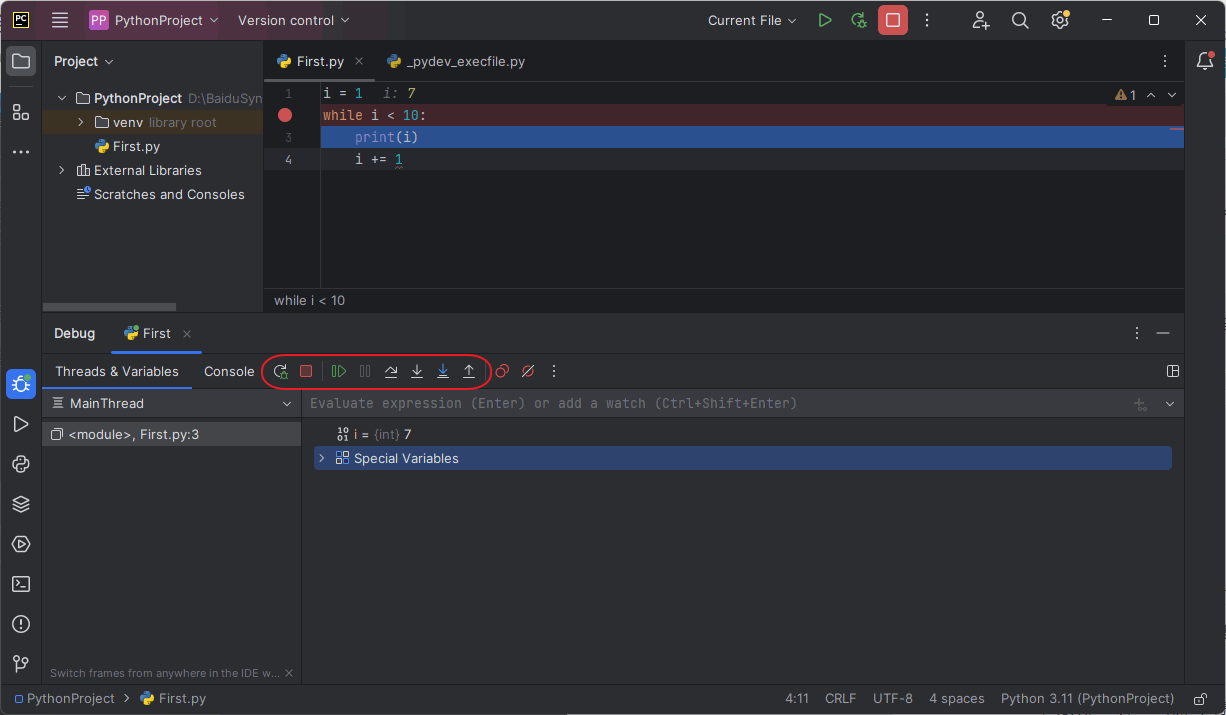 PC
PP PythonProject Version control Current File
Project First.py _pydev_execfile.py
PythonProject D:\BaiduSyn
venv library root
First.py
External Libraries
Scratches and Consoles
1 i = 1 i: 7
while i < 10:
3 print(i)
4 i += 1
1
while i < 10
Debug First
Threads & Variables Console
MainThread
Evaluate expression (Enter) or add a watch (Ctrl+Shift+Enter)
<module>, First.py:3
10
01 i = {int} 7
Special Variables
Switch frames from anywhere in the IDE w...
PythonProject First.py 4:11 CRLF UTF-8 4 spaces Python 3.11 (PythonProject)